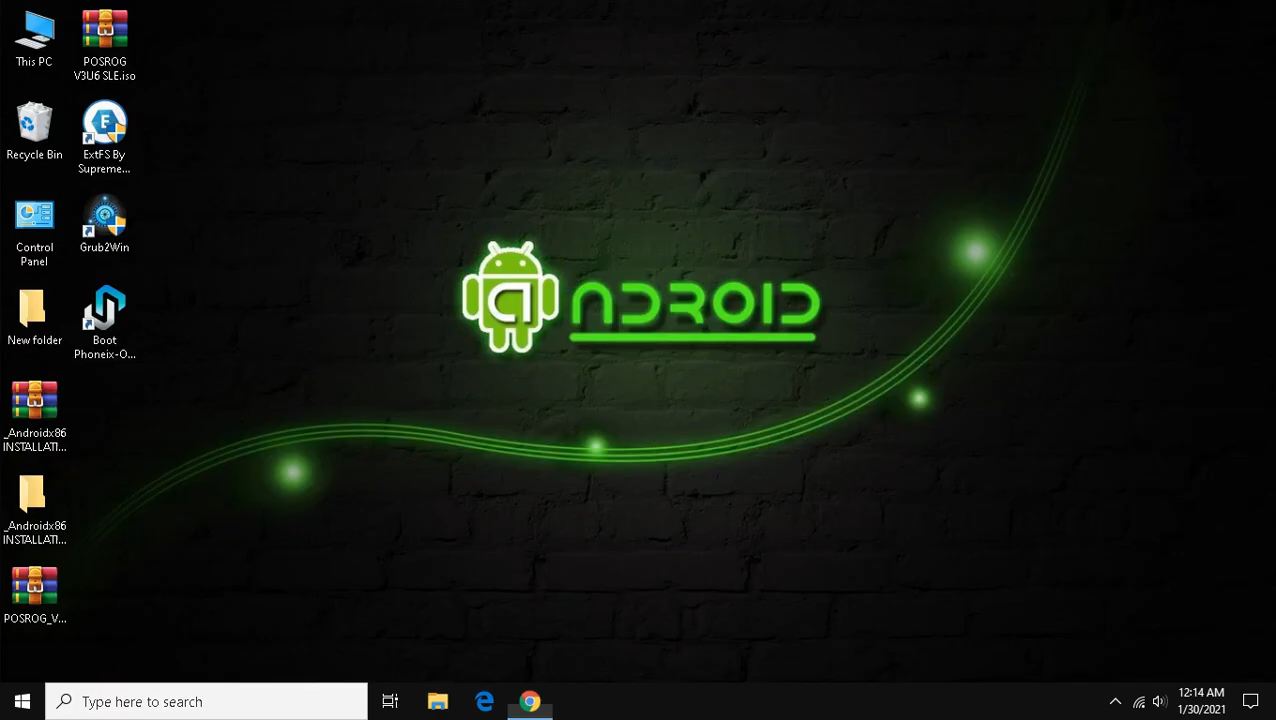 This PC
POSROG
V3U6 SLE.iso
Recycle Bin
ExtFS By
Supreme...
Control
Panel
Grub2Win
New folder
Boot
Phoneix-O...
_Androidx86
INSTALLATI...
_Androidx86
INSTALLATI...
POSROG_V...
a NDROID
Type here to search
12:14 AM
1/30/2021